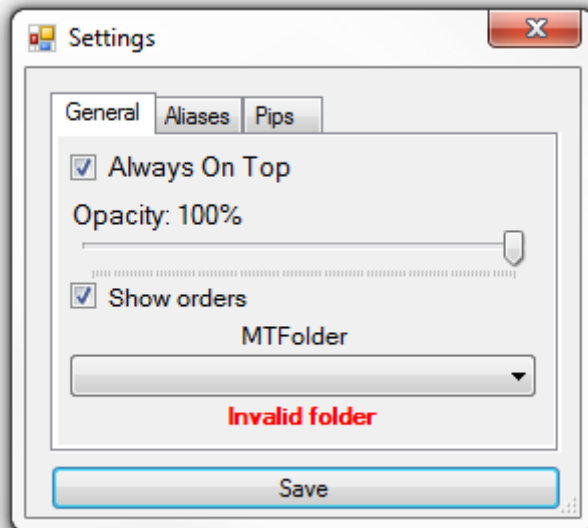 Settings
General Aliases Pips
Always On Top
Opacity: 100%
Show orders
MTFolder
Invalid folder
Save